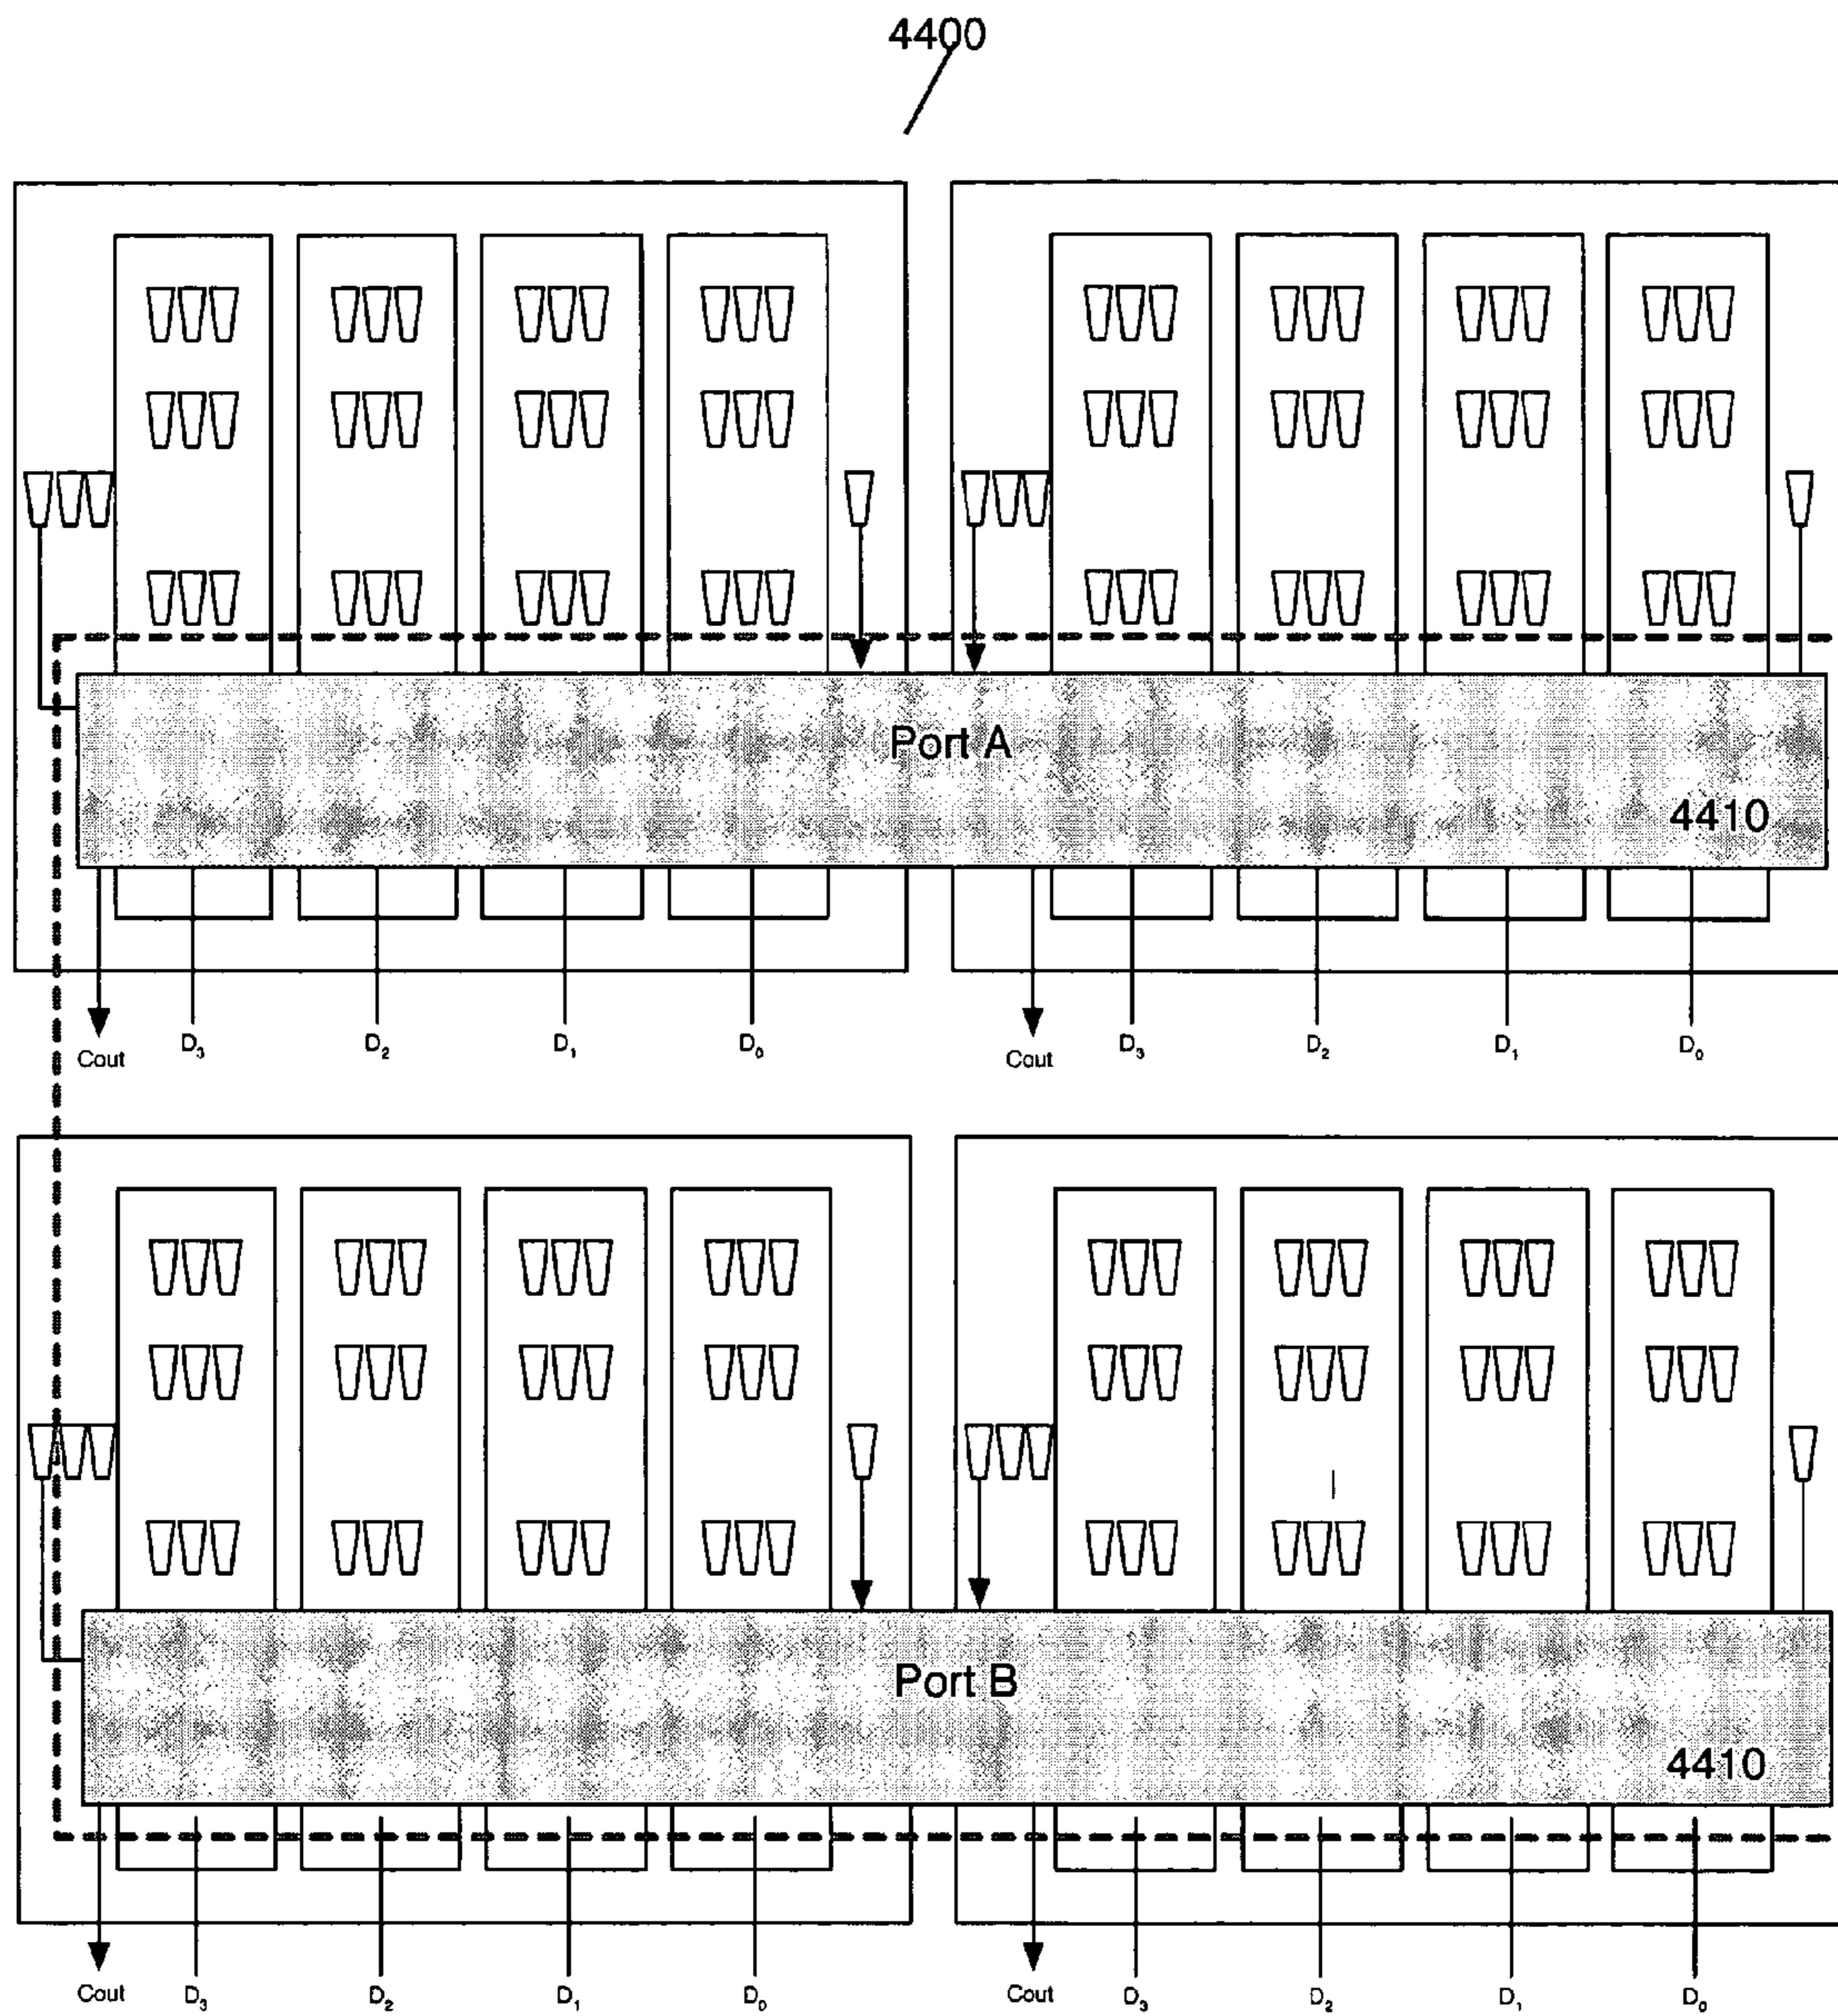 4400
Port A
4410
Cout D₃ D₂ D₁ D₀ Cout D₃ D₂ D₁ D₀
Port B
4410
Cout D₃ D₂ D₁ D₀ Cout D₃ D₂ D₁ D₀